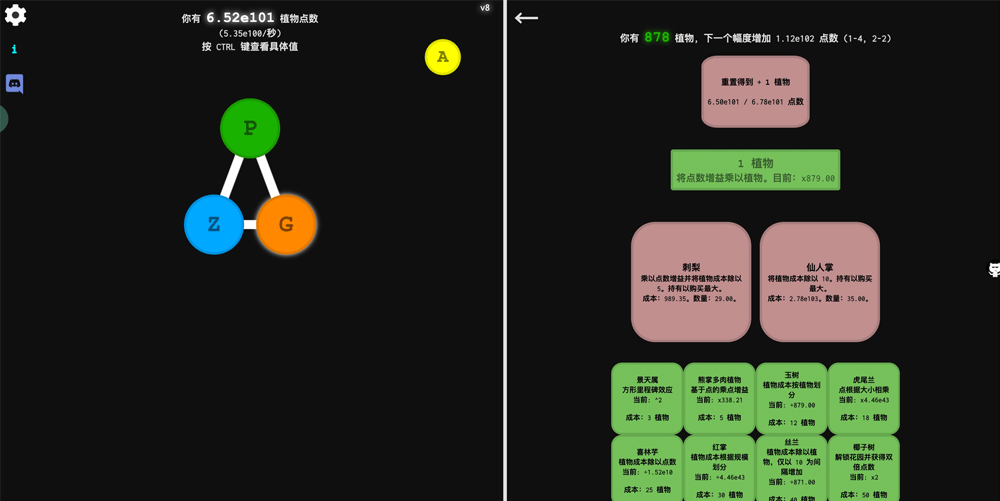 v8
你有 6.52e101 植物点数
(5.35e100/秒)
按 CTRL 键查看具体值
i
A
P
Z
G
你有 878 植物, 下一个幅度增加 1.12e102 点数 (1-4, 2-2)
重置得到 + 1 植物
6.50e101 / 6.78e101 点数
1 植物
将点数增益乘以植物。目前: x879.00
刺梨
乘以点数增益并将植物成本除以
5。持有以购买最大。
成本: 989.35。数量: 29.00。
仙人掌
将植物成本除以 10。持有以购买
最大。
成本: 2.78e103。数量: 35.00。
景天属
方形里程碑效应
当前: ^2
成本: 3 植物
熊掌多肉植物
基于点的乘点增益
当前: x338.21
成本: 5 植物
玉树
植物成本按植物划
分
当前: ÷879.00
成本: 12 植物
虎尾兰
点根据大小相乘
当前: x4.46e43
成本: 18 植物
喜林芋
植物成本除以点数
当前: ÷1.52e10
成本: 25 植物
红掌
植物成本根据规模
划分
当前: ÷4.46e43
成本: 30 植物
丝兰
植物成本除以植
物, 仅以 10 为间
隔增加
当前: ÷871.00
成本: 40 植物
椰子树
解锁花园并获得双
倍点数
当前: x2
成本: 50 植物